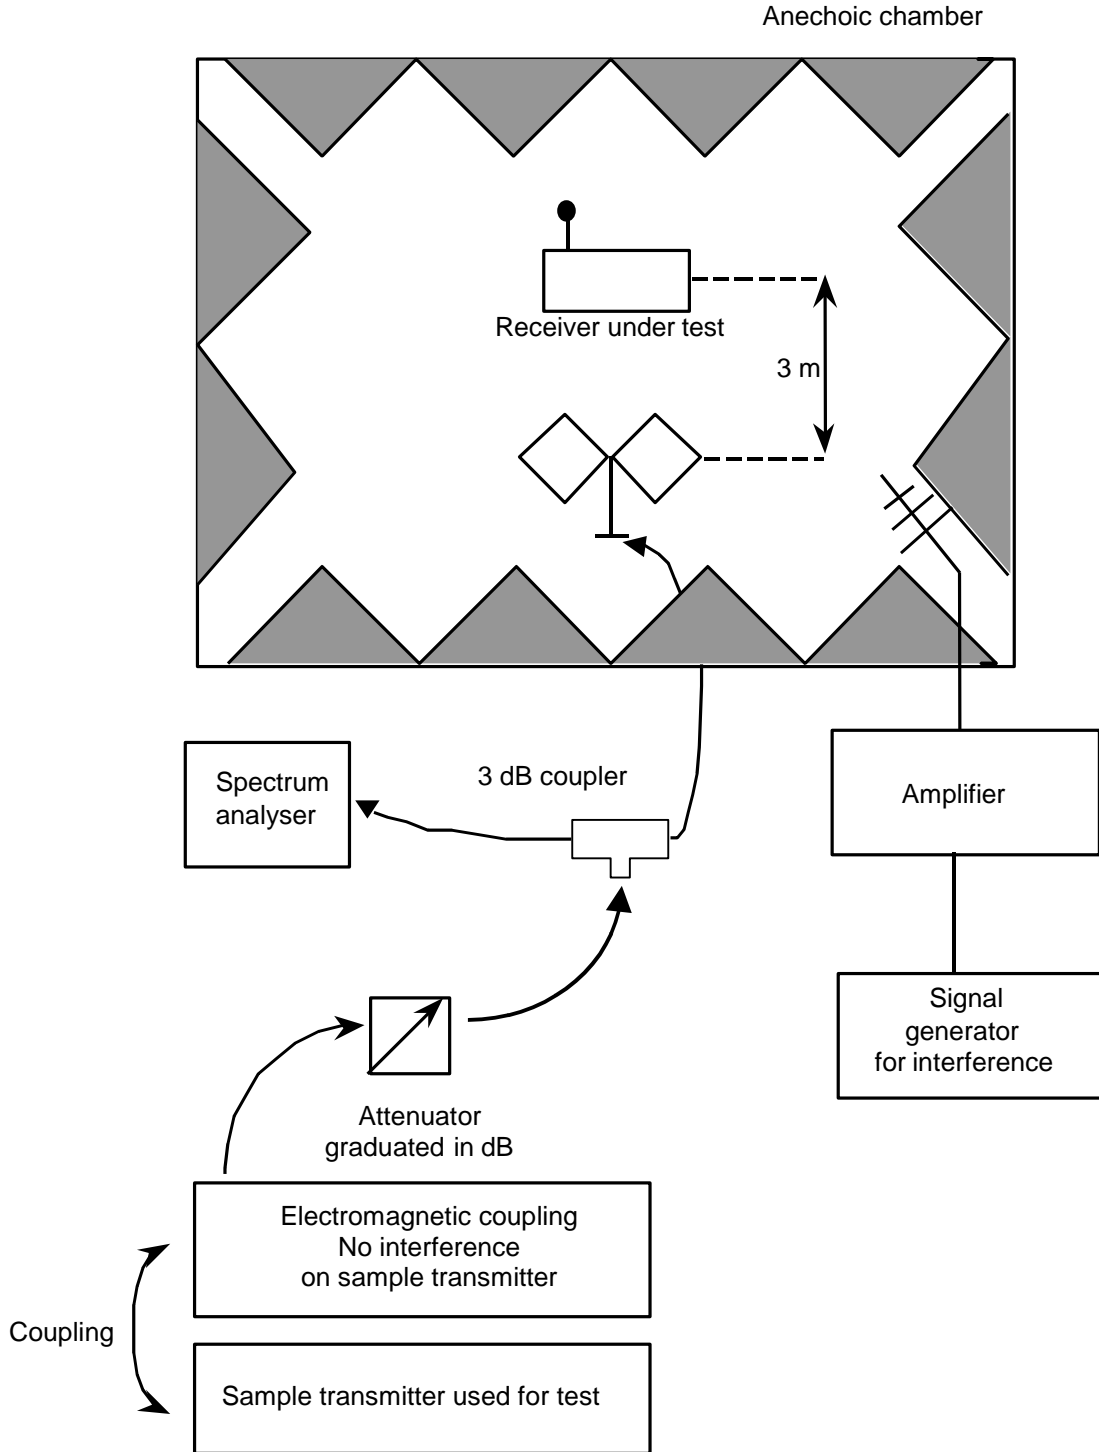 Anechoic chamber
Receiver under test
3 m
Spectrum
analyser
3 dB coupler
Amplifier
Signal
generator
for interference
Attenuator
graduated in dB
Electromagnetic coupling
No interference
on sample transmitter
Coupling
Sample transmitter used for test